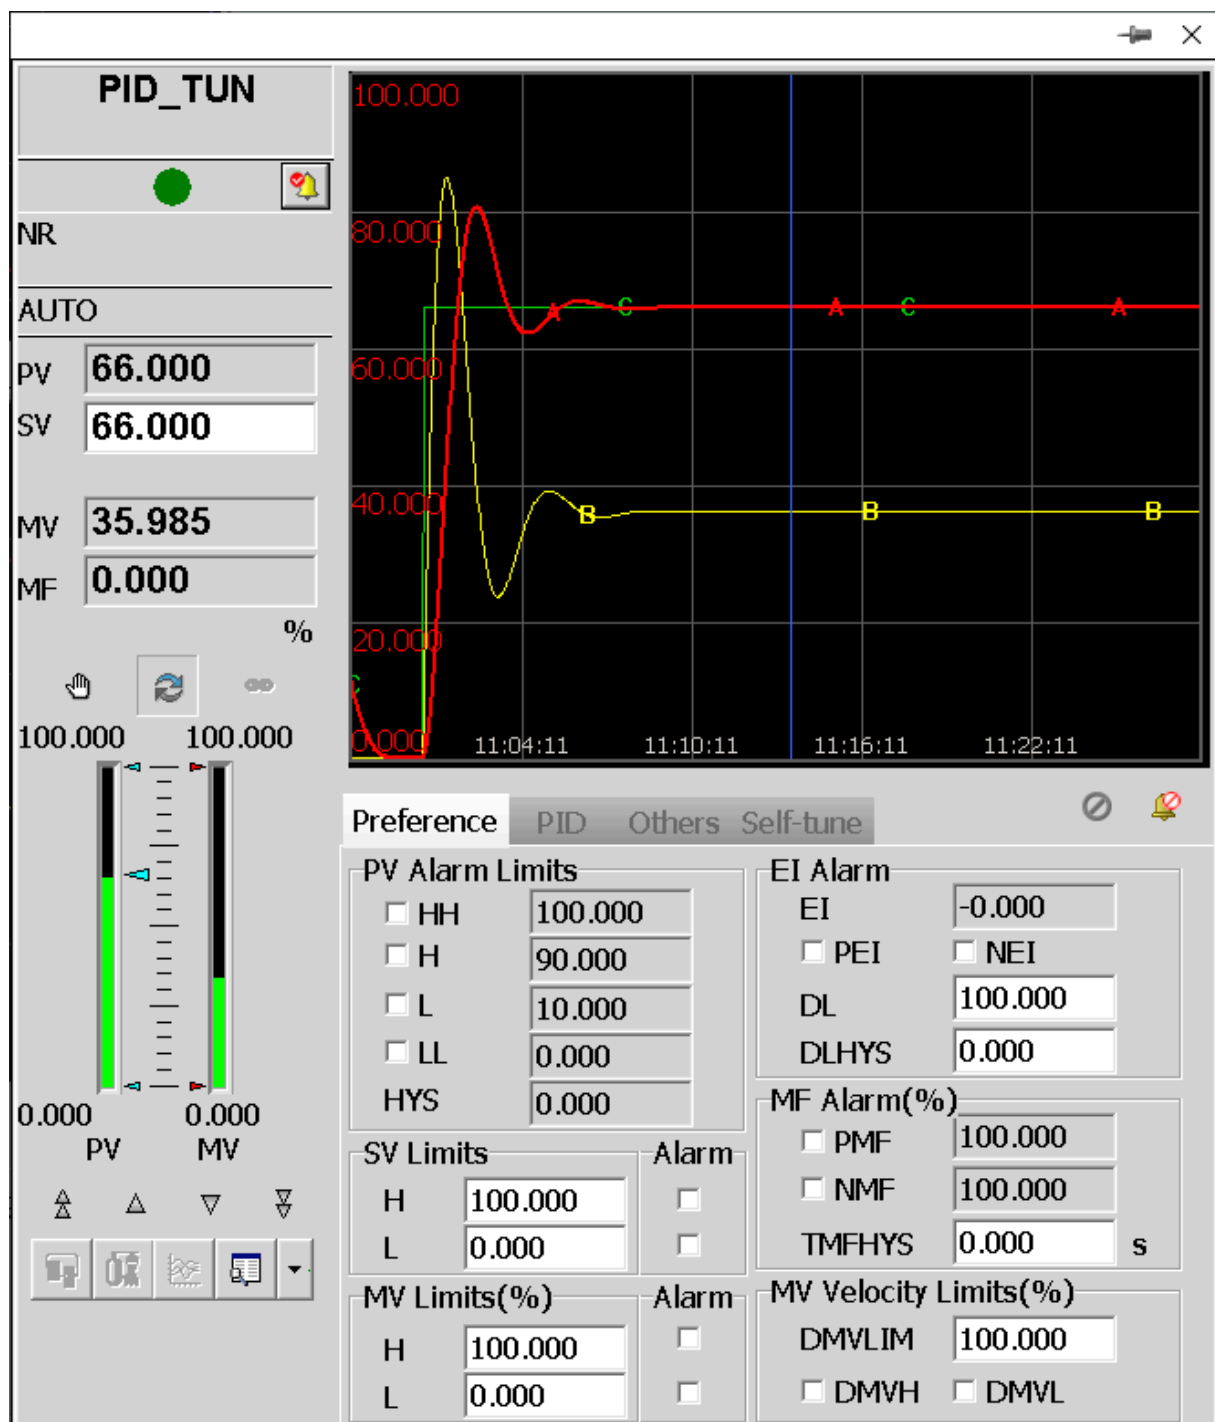 PID_TUN
NR
AUTO
PV 66.000
SV 66.000
MV 35.985
MF 0.000
%
100.000 100.000
0.000 0.000
PV MV
100.000
80.000
60.000
40.000
20.000
0.000
A C A C A
B B B
C
11:04:11 11:10:11 11:16:11 11:22:11
Preference PID Others Self-tune
PV Alarm Limits
HH 100.000
H 90.000
L 10.000
LL 0.000
HYS 0.000
SV Limits Alarm
H 100.000
L 0.000
MV Limits(%) Alarm
H 100.000
L 0.000
EI Alarm
EI -0.000
PEI NEI
DL 100.000
DLHYS 0.000
MF Alarm(%)
PMF 100.000
NMF 100.000
TMFHYS 0.000 s
MV Velocity Limits(%)
DMVLIM 100.000
DMVH DMVL